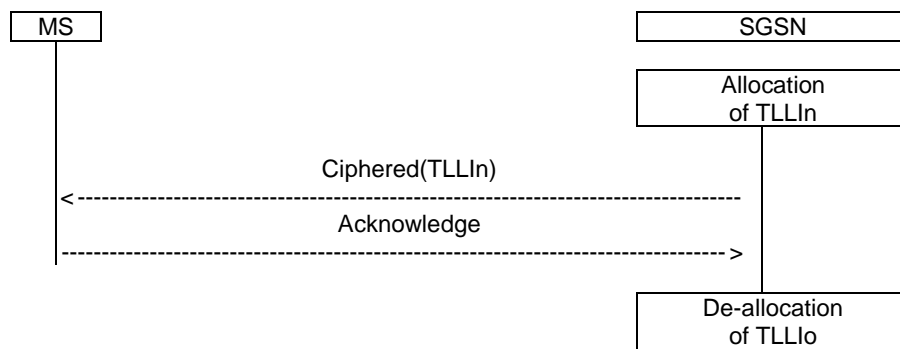 MS
SGSN
Allocation
of TLLIn
Ciphered(TLLIn)
Acknowledge
De-allocation
of TLLIo